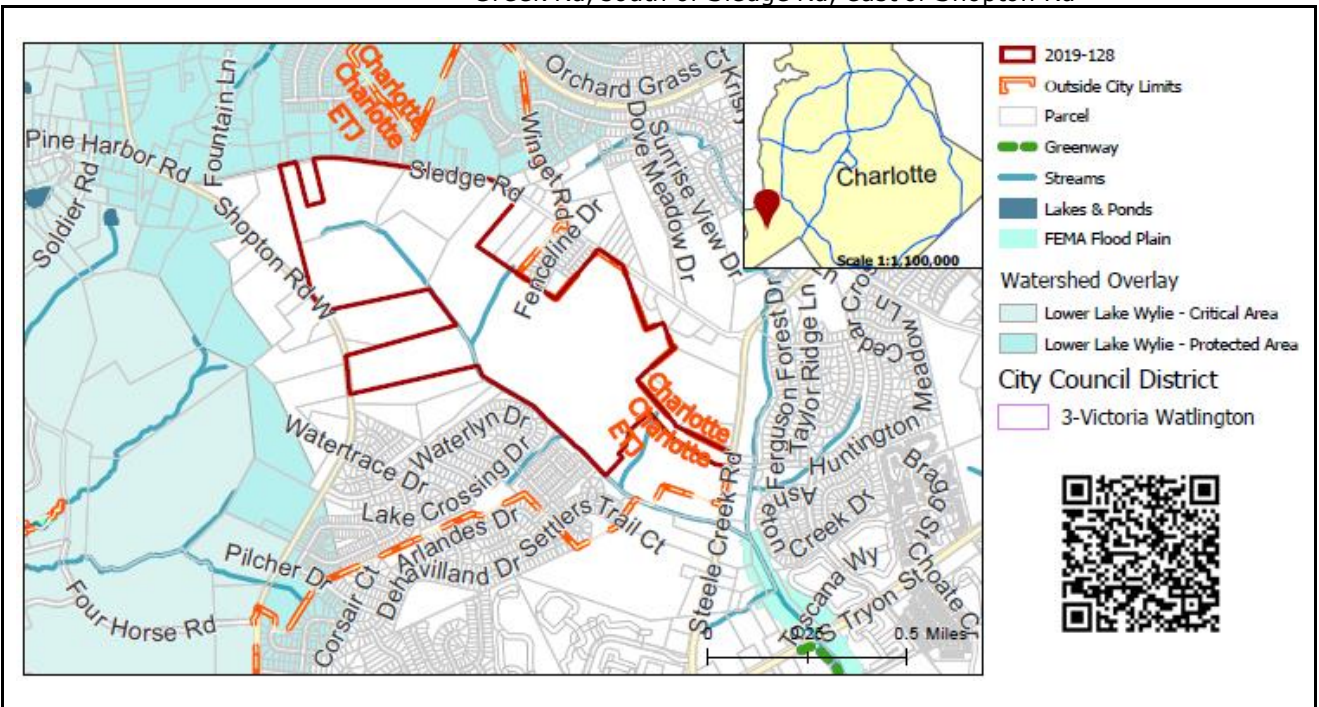 Creek Rd, South of Sledge Rd, East of Shopton Rd
Orchard Grass Ct
Charlotte
Charlotte
ETJ
Fountain Ln
Pine Harbor Rd
Soldier Rd
Shopton Rd W
Sledge Rd
Winget Rd
Fenceline Dr
Dove Meadow Dr
Sunrise View Dr
Charlotte
Scale 1:1,100,000
Ferguson Forest Dr
Taylor Ridge Ln
Ln
Meadow
Charlotte
Charlotte
ETJ
Watertrace Dr
Waterlyn Dr
Lake Crossing Dr
Arlandes Dr
Dehavilland Dr
Settlers Trail Ct
Pilcher Dr
Corsair Ct
Four Horse Rd
Steele Creek Rd
Huntington
Ashleton
Creek Dr
Bragg St
Choate Cr
Toscana Wy
S Tryon St
0 0.25 0.5 Miles
2019-128
Outside City Limits
Parcel
Greenway
Streams
Lakes & Ponds
FEMA Flood Plain
Watershed Overlay
Lower Lake Wylie - Critical Area
Lower Lake Wylie - Protected Area
City Council District
3-Victoria Watlington